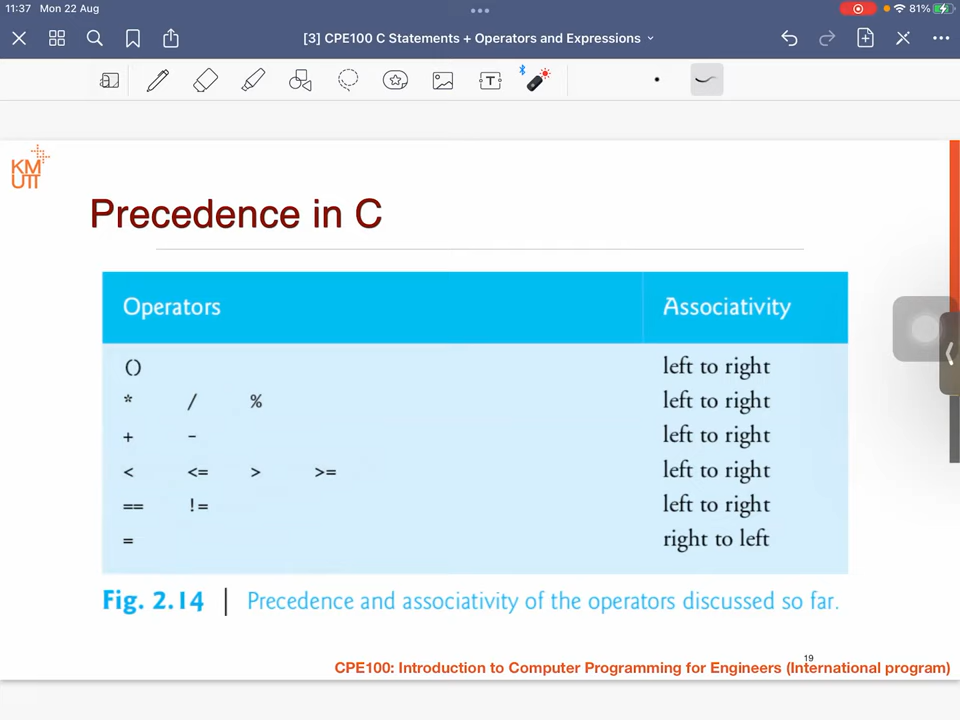 11:37 Mon 22 Aug
81%
[3] CPE100 C Statements + Operators and Expressions
T
KM
UTT
Precedence in C
Operators Associativity
() left to right
* / % left to right
+ - left to right
< <= > >= left to right
== != left to right
= right to left
Fig. 2.14 | Precedence and associativity of the operators discussed so far.
19
CPE100: Introduction to Computer Programming for Engineers (International program)